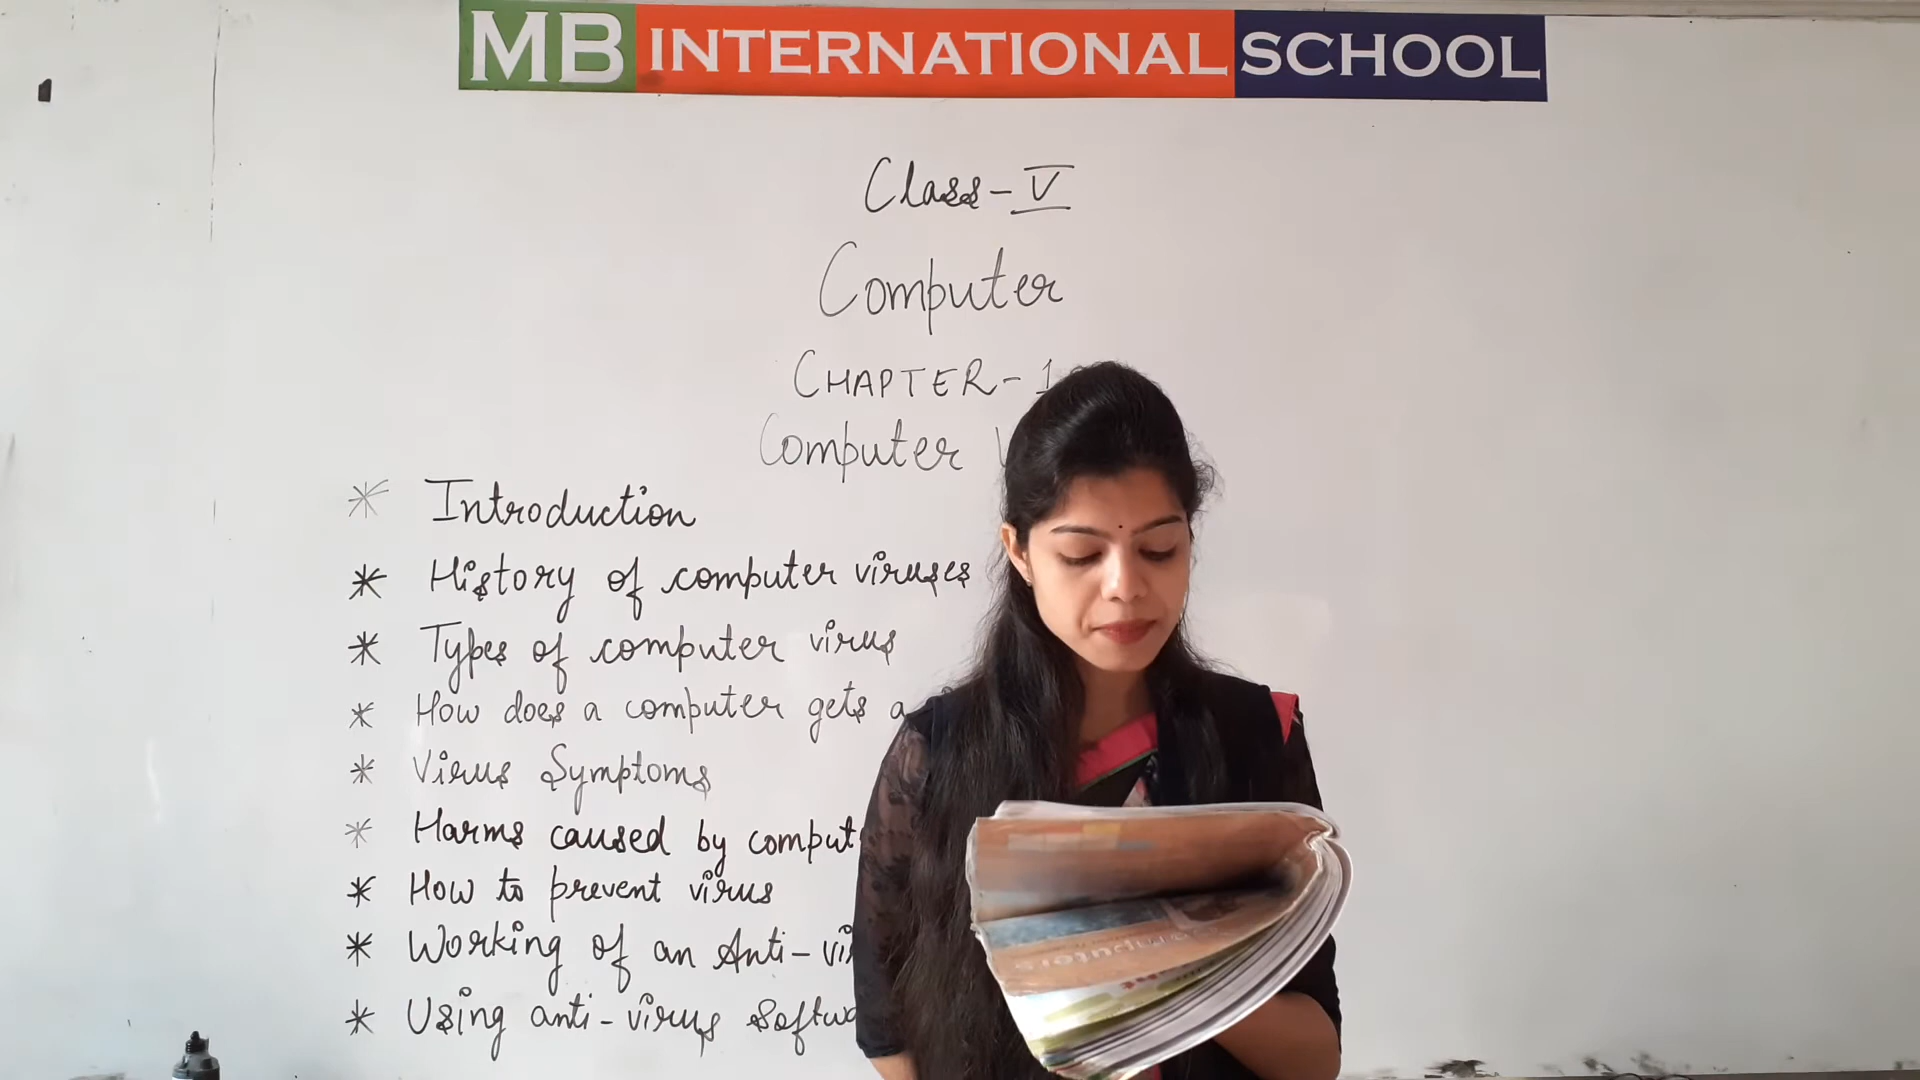 MB INTERNATIONAL SCHOOL
Class - V
Computer
CHAPTER - 1
Computer
* Introduction
* History of computer viruses
* Types of computer virus
* How does a computer gets a
* Virus Symptoms
* Harms caused by comput
* How to prevent virus
* Working of an Anti - vi
* Using anti - virus Softw